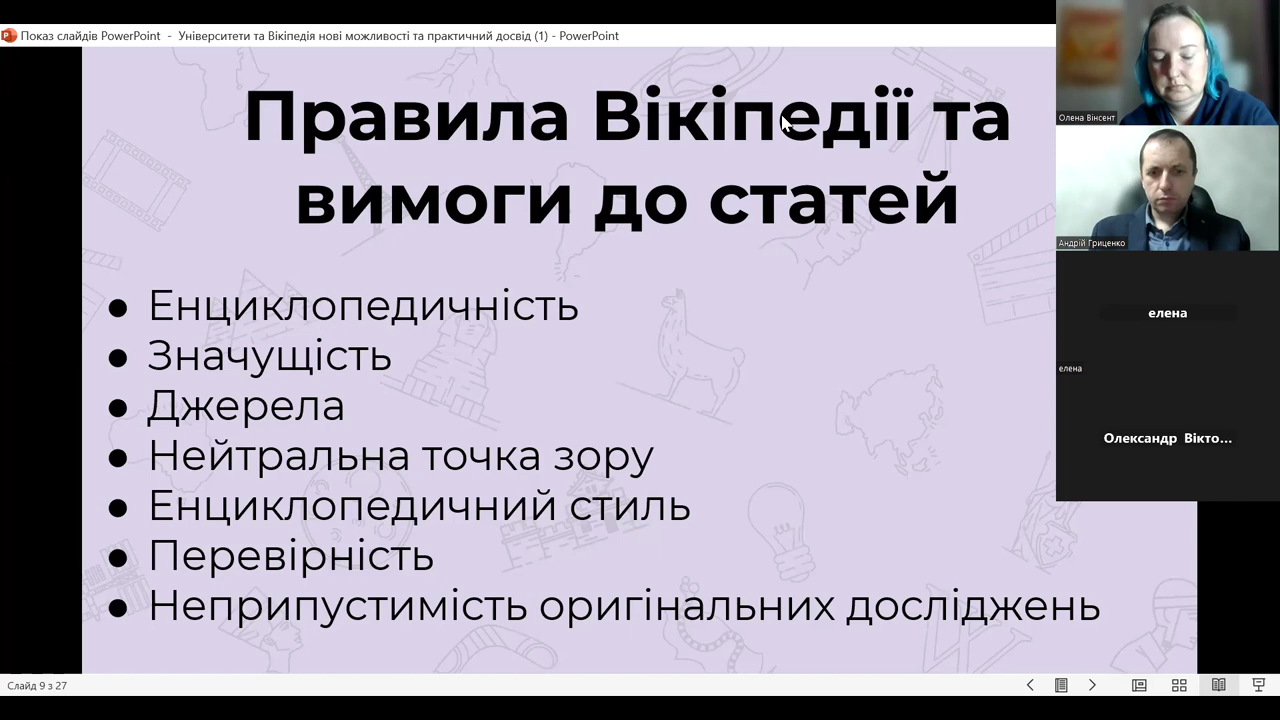 Показ слайдів PowerPoint - Університети та Вікіпедія нові можливості та практичний досвід (1) - PowerPoint
Правила Вікіпедії та
вимоги до статей
● Енциклопедичність
● Значущість
● Джерела
● Нейтральна точка зору
● Енциклопедичний стиль
● Перевірність
● Неприпустимість оригінальних досліджень
Олена Вінсент
Андрій Гриценко
елена
елена
Олександр Вікто...
Слайд 9 з 27